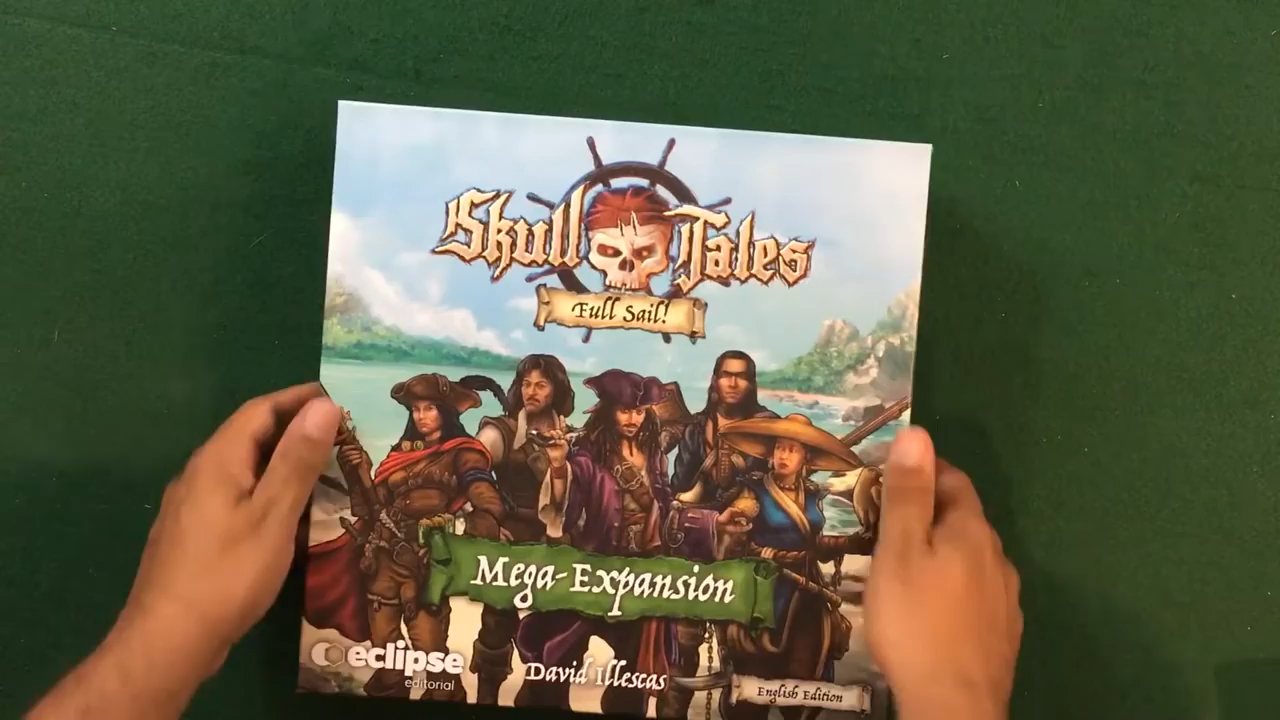 Skull Tales
Full Sail!
Mega-Expansion
eclipse
editorial
David Illescas
English Edition